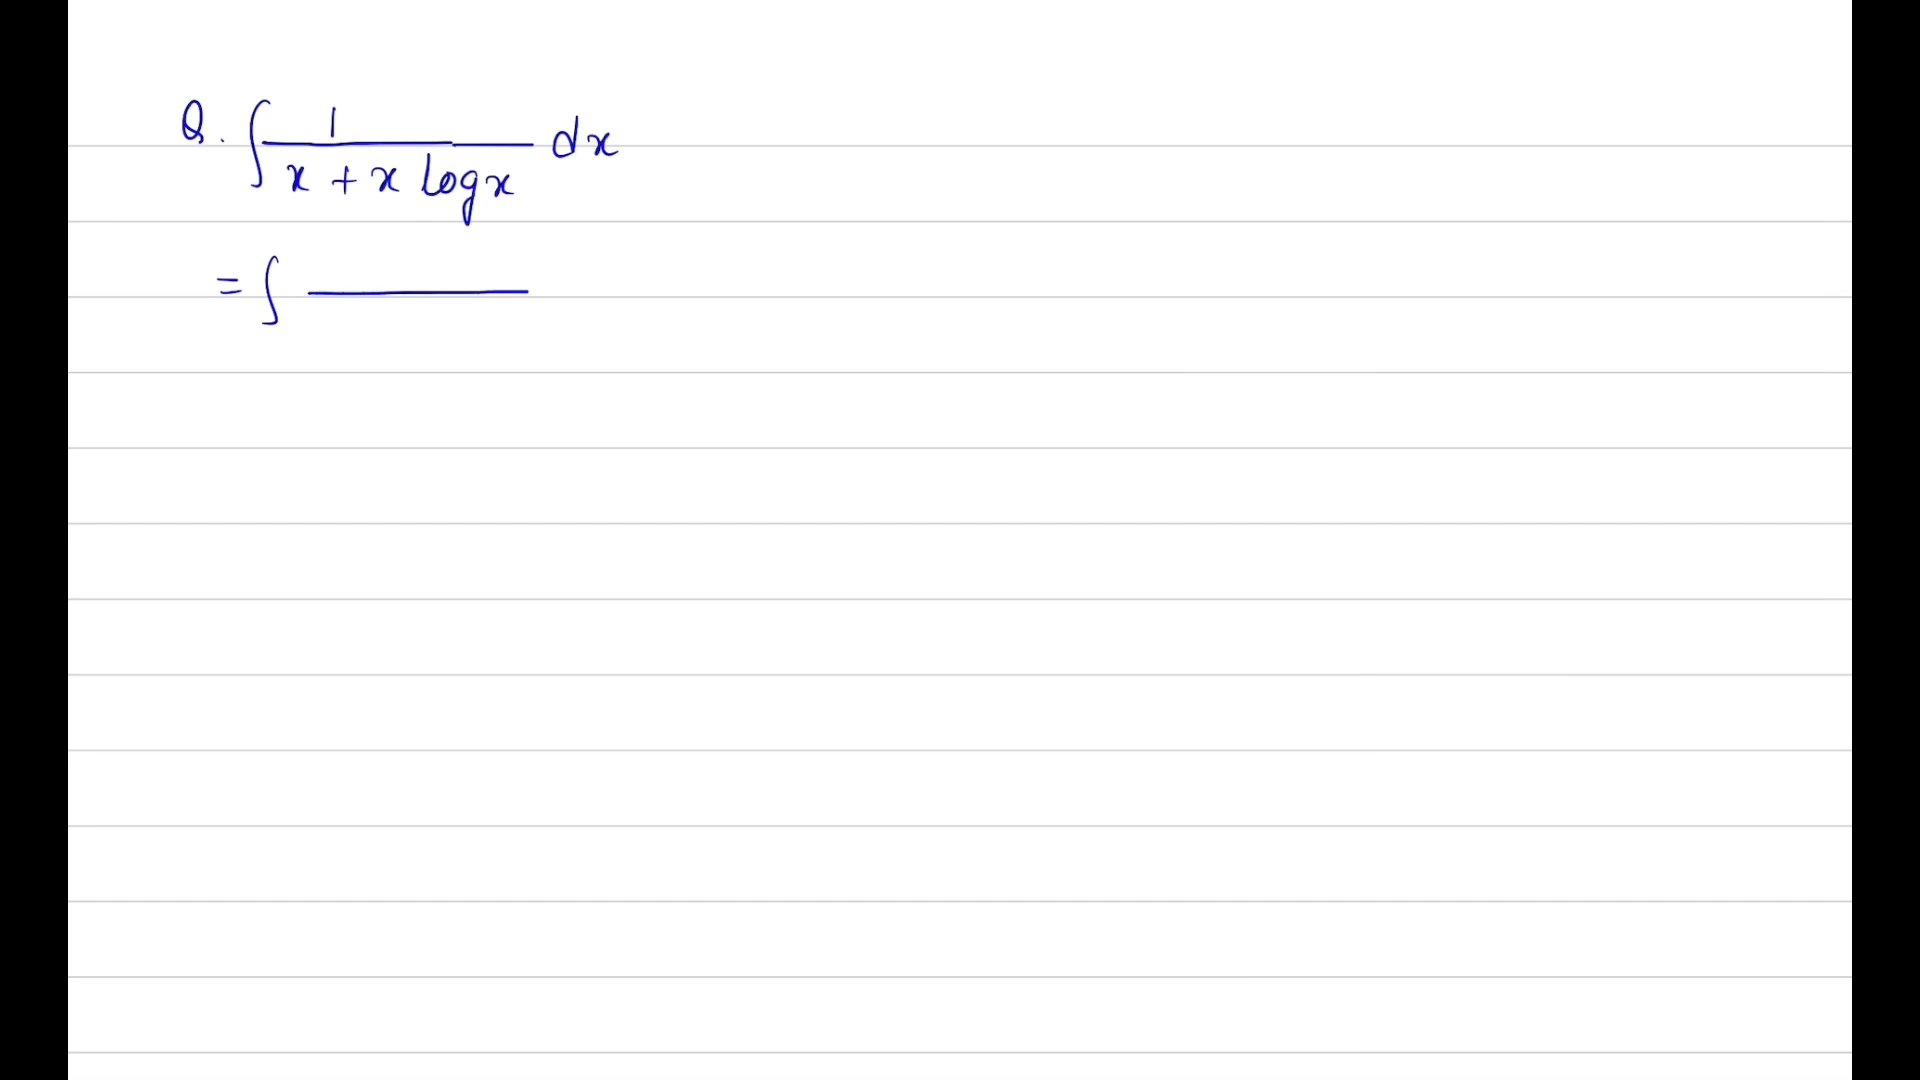 Q. ∫ 1/(x + x log x) dx
= ∫